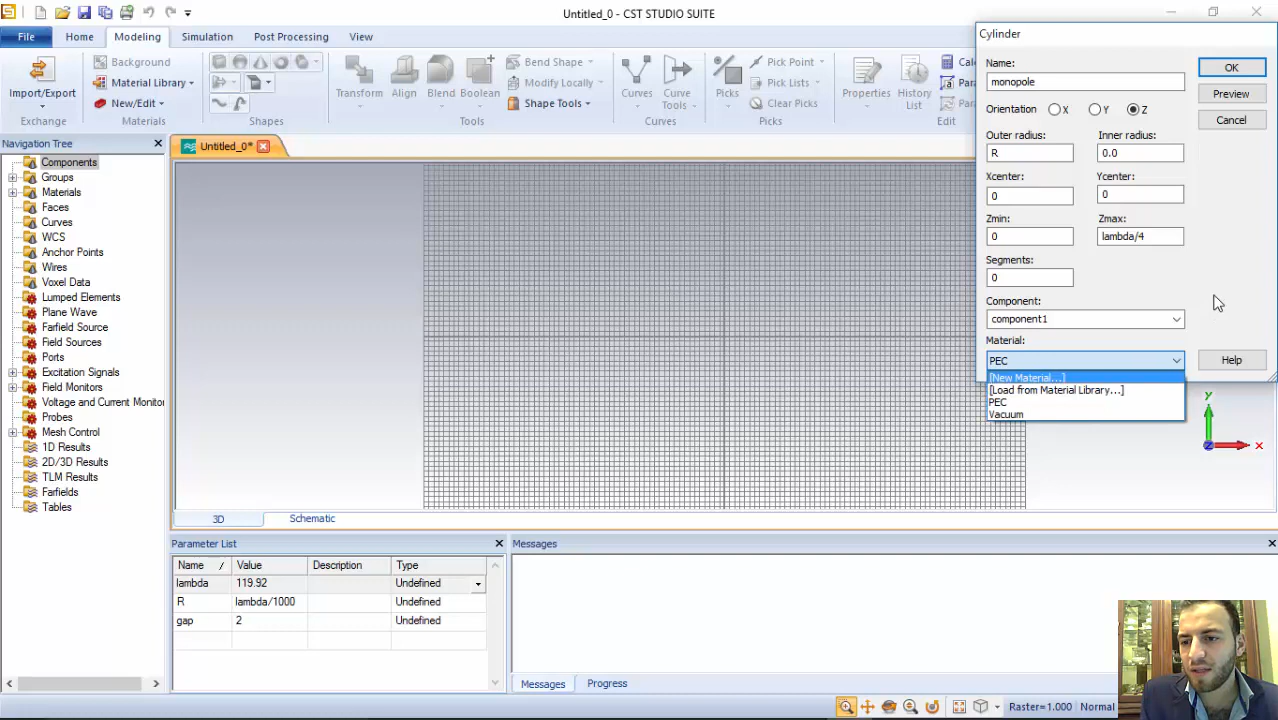 Untitled_0 - CST STUDIO SUITE
File
Home
Modeling
Simulation
Post Processing
View
Import/Export
Exchange
Background
Material Library
New/Edit
Materials
Shapes
Transform
Align
Blend
Boolean
Bend Shape
Modify Locally
Shape Tools
Tools
Curves
Curve
Tools
Curves
Picks
Pick Point
Pick Lists
Clear Picks
Picks
Properties
History
List
Calc
Para
Para
Edit
Navigation Tree
Components
Groups
Materials
Faces
Curves
WCS
Anchor Points
Wires
Voxel Data
Lumped Elements
Plane Wave
Farfield Source
Field Sources
Ports
Excitation Signals
Field Monitors
Voltage and Current Monitor
Probes
Mesh Control
1D Results
2D/3D Results
TLM Results
Farfields
Tables
Untitled_0*
3D
Schematic
Cylinder
Name:
monopole
OK
Preview
Cancel
Orientation
X
Y
Z
Outer radius:
Inner radius:
R
0.0
Xcenter:
Ycenter:
0
0
Zmin:
Zmax:
0
lambda/4
Segments:
0
Component:
component1
Material:
PEC
Help
[New Material...]
[Load from Material Library...]
PEC
Vacuum
y
x
z
Parameter List
Name / Value Description Type
lambda 119.92 Undefined
R lambda/1000 Undefined
gap 2 Undefined
Messages
Messages
Progress
Raster=1.000
Normal